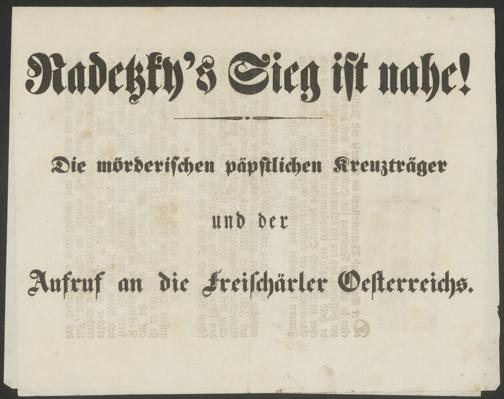 Radetzky's Sieg ist nahe!
Die mörderischen päpstlichen Kreuzträger
und der
Aufruf an die Freischärler Oesterreichs.